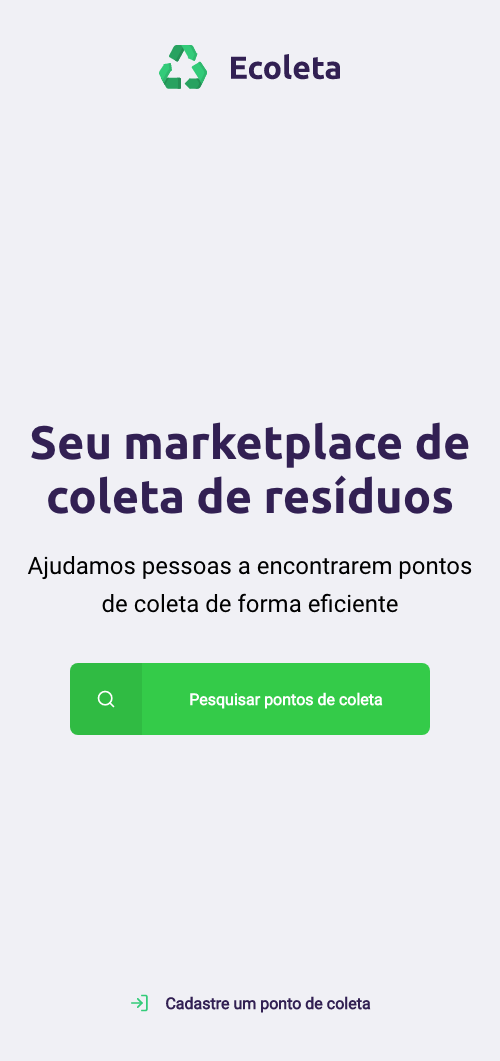 Ecoleta
Seu marketplace de
coleta de resíduos
Ajudamos pessoas a encontrarem pontos
de coleta de forma eficiente
Pesquisar pontos de coleta
Cadastre um ponto de coleta